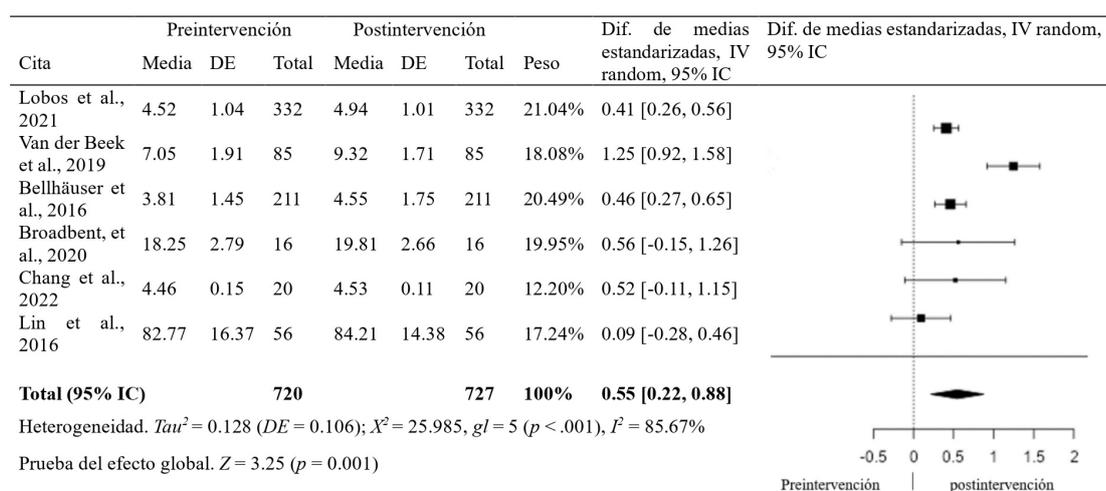 Preintervención Postintervención Dif. de medias Dif. de medias estandarizadas, IV random,
estandarizadas, IV 95% IC
Cita Media DE Total Media DE Total Peso random, 95% IC
Lobos et al.,
2021 4.52 1.04 332 4.94 1.01 332 21.04% 0.41 [0.26, 0.56]
Van der Beek
et al., 2019 7.05 1.91 85 9.32 1.71 85 18.08% 1.25 [0.92, 1.58]
Bellhäuser et
al., 2016 3.81 1.45 211 4.55 1.75 211 20.49% 0.46 [0.27, 0.65]
Broadbent, et
al., 2020 18.25 2.79 16 19.81 2.66 16 19.95% 0.56 [-0.15, 1.26]
Chang et al.,
2022 4.46 0.15 20 4.53 0.11 20 12.20% 0.52 [-0.11, 1.15]
Lin et al.,
2016 82.77 16.37 56 84.21 14.38 56 17.24% 0.09 [-0.28, 0.46]
Total (95% IC) 720 727 100% 0.55 [0.22, 0.88]
Heterogeneidad. Tau² = 0.128 (DE = 0.106); X² = 25.985, gl = 5 (p < .001), I² = 85.67%
Prueba del efecto global. Z = 3.25 (p = 0.001)
-0.5 0 0.5 1 1.5 2
Preintervención postintervención